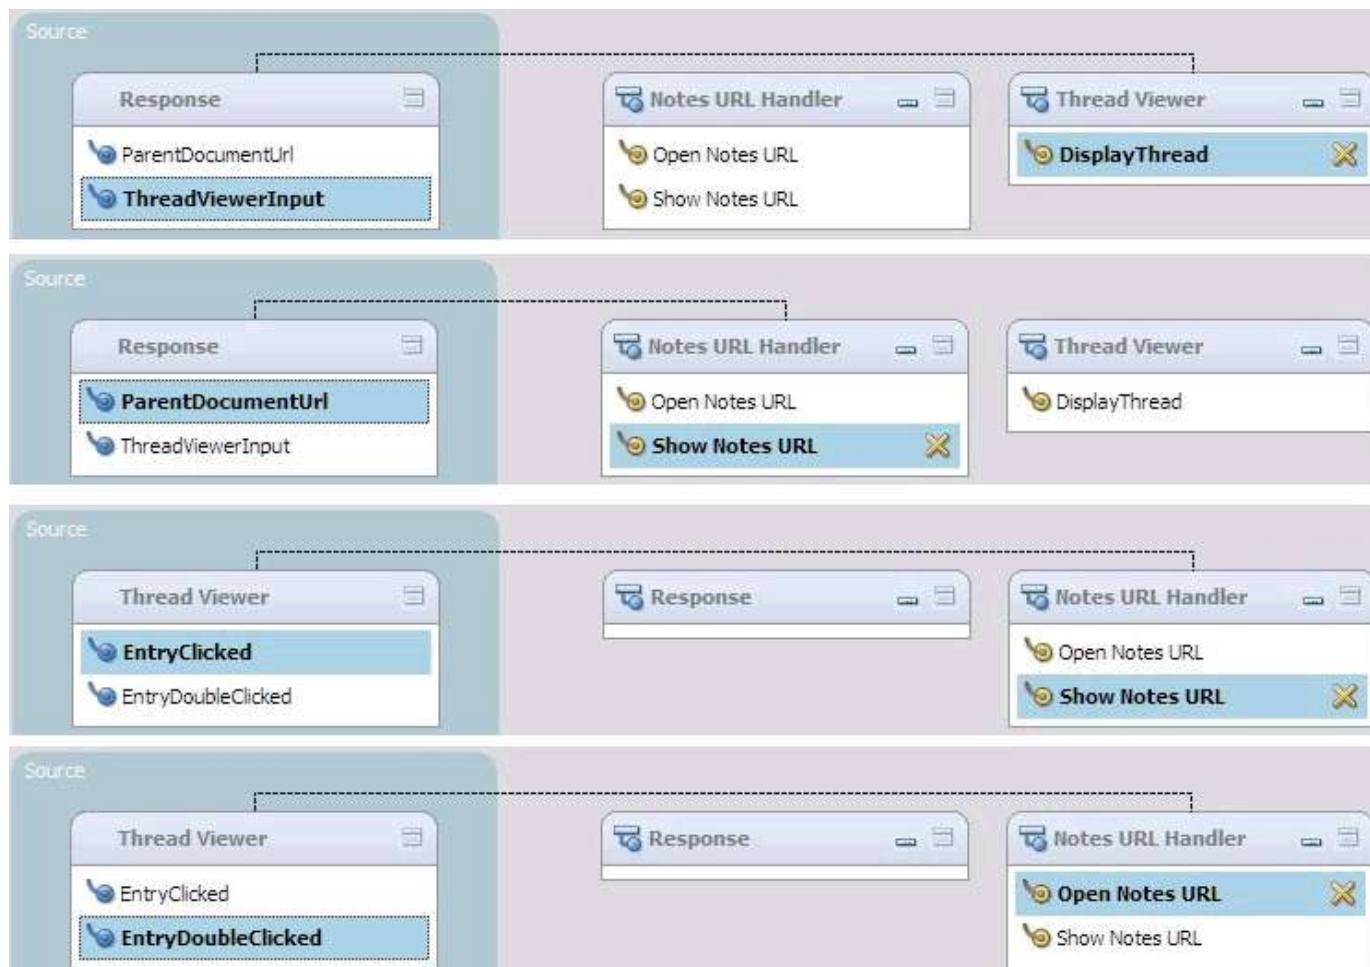 Source
Response
Notes URL Handler
Thread Viewer
ParentDocumentUrl
Open Notes URL
DisplayThread
ThreadViewerInput
Show Notes URL
Source
Response
Notes URL Handler
Thread Viewer
ParentDocumentUrl
Open Notes URL
DisplayThread
ThreadViewerInput
Show Notes URL
Source
Thread Viewer
Response
Notes URL Handler
EntryClicked
Open Notes URL
EntryDoubleClicked
Show Notes URL
Source
Thread Viewer
Response
Notes URL Handler
EntryClicked
Open Notes URL
EntryDoubleClicked
Show Notes URL